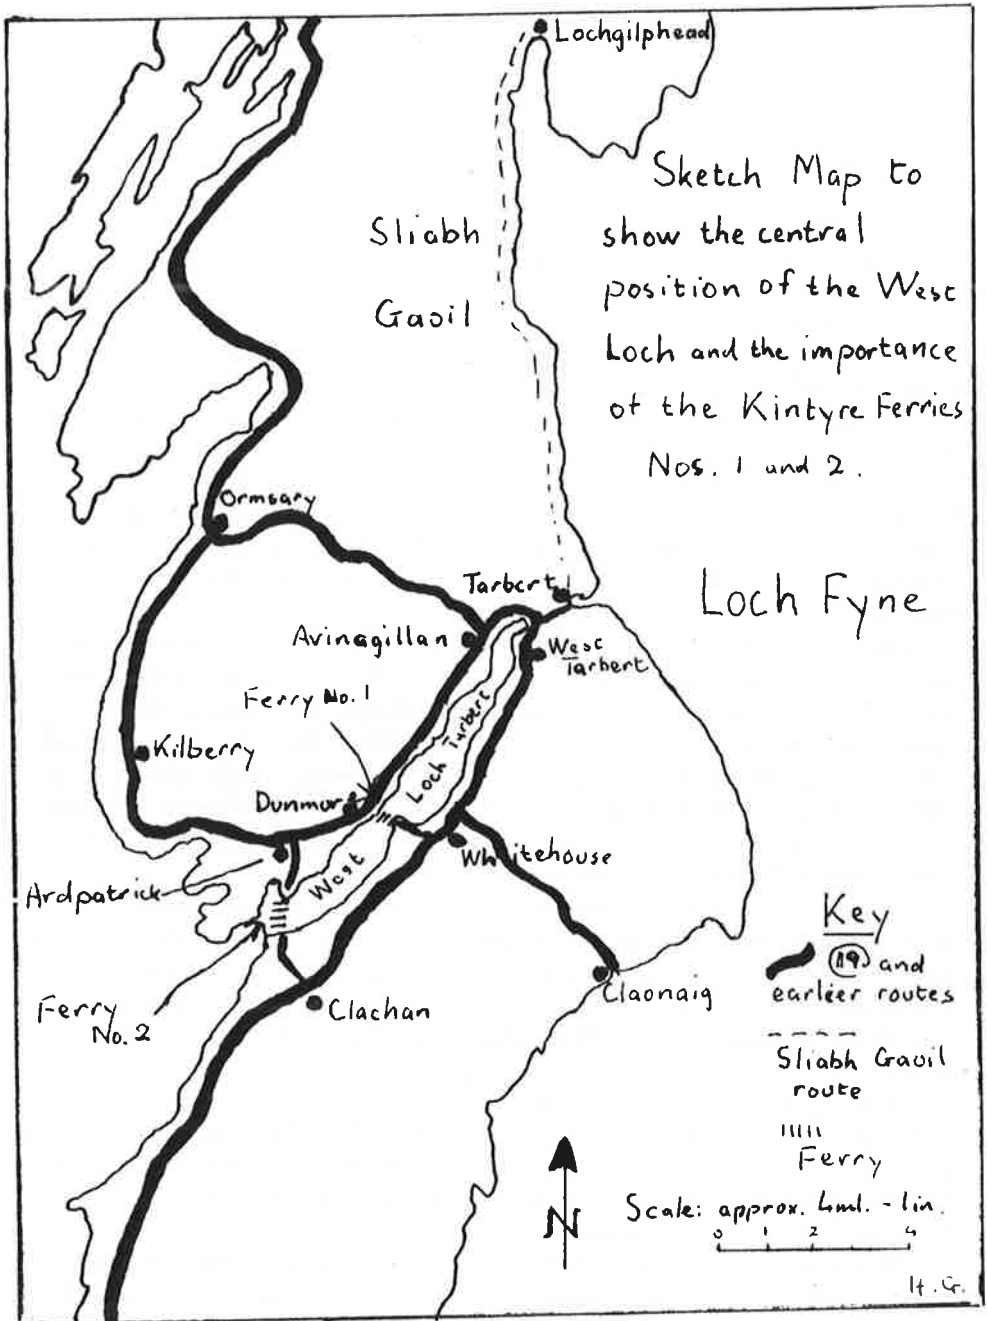 Lochgilphead
Sketch Map to
show the central
position of the West
Loch and the importance
of the Kintyre Ferries
Nos. 1 and 2.
Sliabh
Gaoil
Ormsary
Tarbert
Loch Fyne
Avinagillan
West
Tarbert
Ferry No. 1
Kilberry
Loch Tarbert
Dunmore
Whitehouse
West
Ardpatrick
Key
119 and
earlier routes
Claonaig
Ferry
No. 2
Clachan
Sliabh Gaoil
route
Ferry
N
Scale: approx. 4ml. - 1in.
0 1 2 4
H. G.